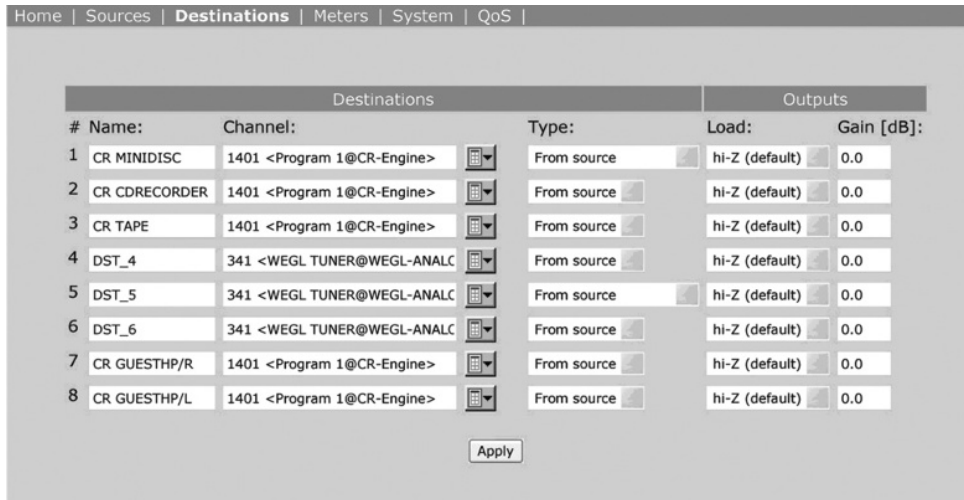 Home | Sources | Destinations | Meters | System | QoS |
Destinations Outputs
# Name: Channel: Type: Load: Gain [dB]:
1 CR MINIDISC 1401 <Program 1@CR-Engine> From source hi-Z (default) 0.0
2 CR CDRECORDER 1401 <Program 1@CR-Engine> From source hi-Z (default) 0.0
3 CR TAPE 1401 <Program 1@CR-Engine> From source hi-Z (default) 0.0
4 DST_4 341 <WEGL TUNER@WEGL-ANALC From source hi-Z (default) 0.0
5 DST_5 341 <WEGL TUNER@WEGL-ANALC From source hi-Z (default) 0.0
6 DST_6 341 <WEGL TUNER@WEGL-ANALC From source hi-Z (default) 0.0
7 CR GUESTHP/R 1401 <Program 1@CR-Engine> From source hi-Z (default) 0.0
8 CR GUESTHP/L 1401 <Program 1@CR-Engine> From source hi-Z (default) 0.0
Apply